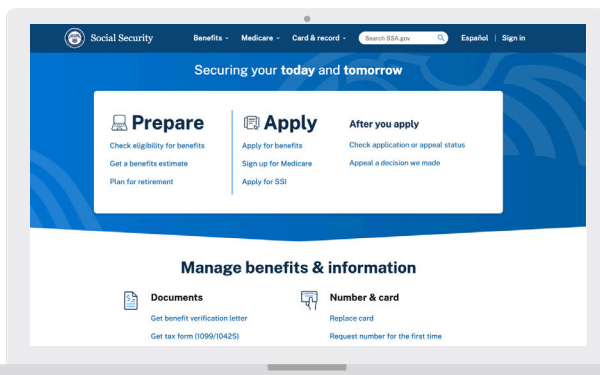 Social Security
Benefits
Medicare
Card & record
Search SSA.gov
Español | Sign in
Securing your today and tomorrow
Prepare
Check eligibility for benefits
Get a benefits estimate
Plan for retirement
Apply
Apply for benefits
Sign up for Medicare
Apply for SSI
After you apply
Check application or appeal status
Appeal a decision we made
Manage benefits & information
Documents
Get benefit verification letter
Get tax form (1099/1042S)
Number & card
Replace card
Request number for the first time